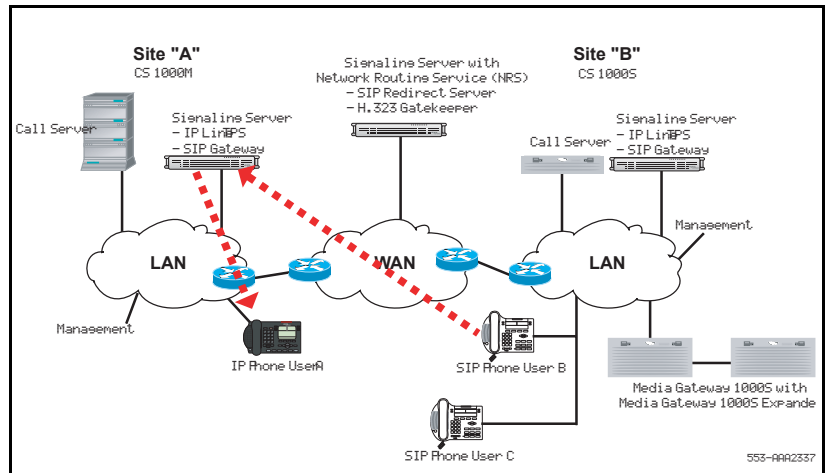 Site "A"
CS 1000M
Signaling Server with
Network Routing Service (NRS)
– SIP Redirect Server
– H.323 Gatekeeper
Site "B"
CS 1000S
Call Server
Signaling Server
– IP Line TPS
– SIP Gateway
Call Server
Signaling Server
– IP Line TPS
– SIP Gateway
Management
LAN
WAN
LAN
Management
IP Phone UserA
SIP Phone User B
Media Gateway 1000S with
Media Gateway 1000S Expande
SIP Phone User C
553-AAA2337